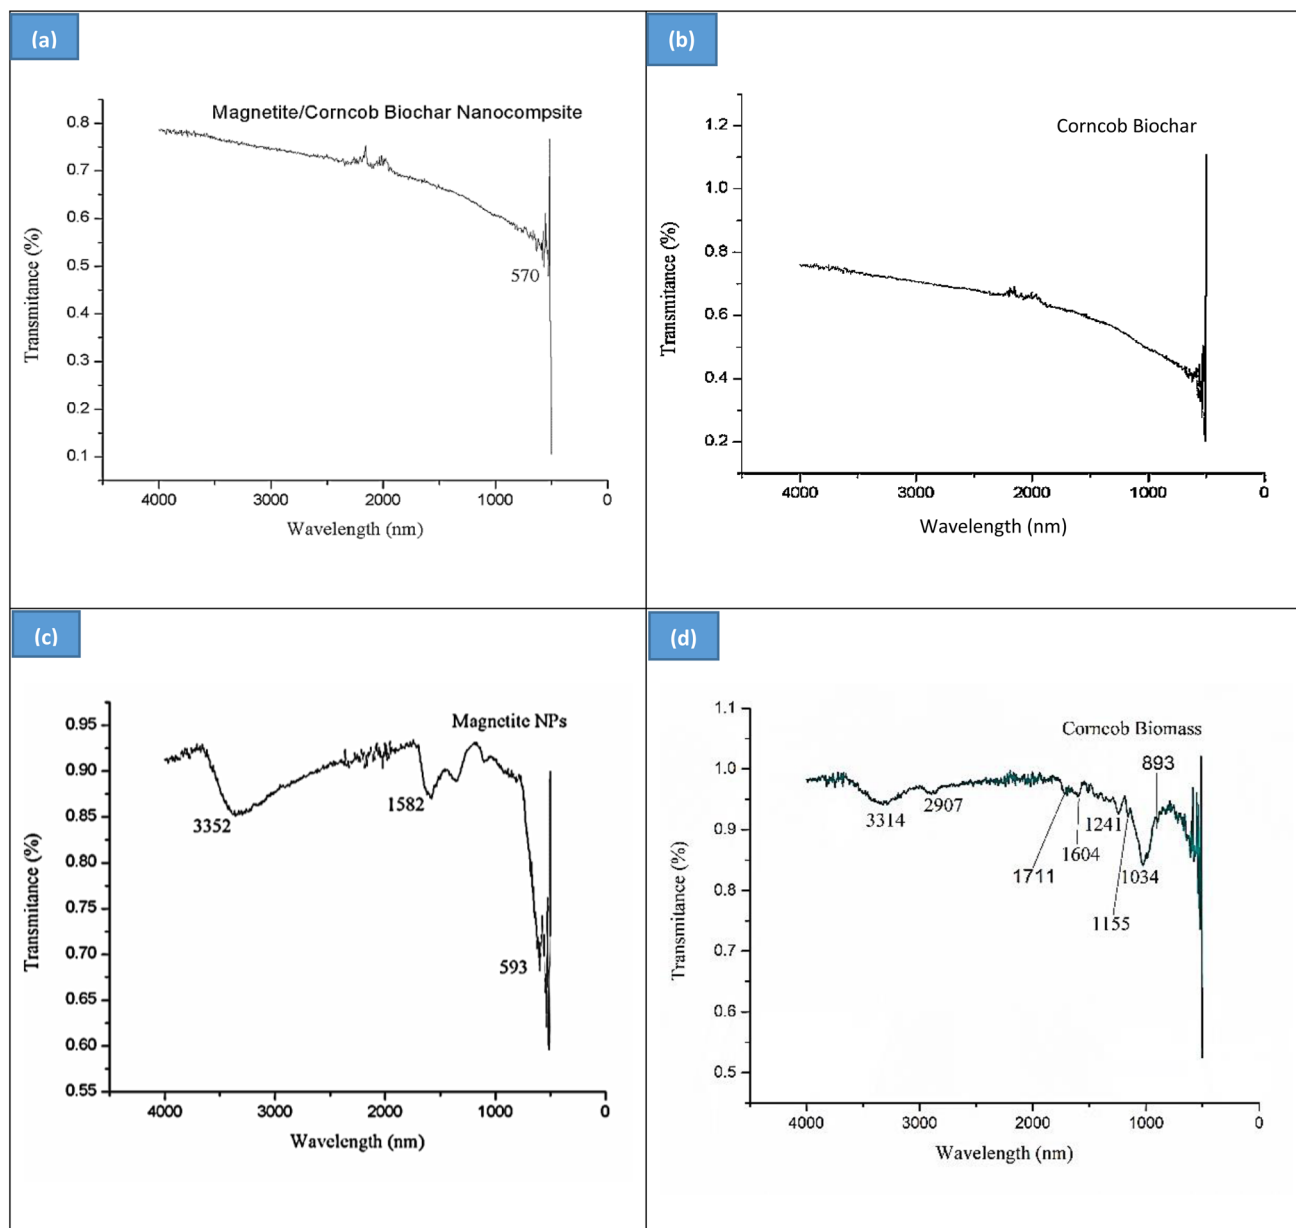 (a)
Magnetite/Corncob Biochar Nanocompsite
0.8
0.7
0.6
0.5
0.4
0.3
0.2
0.1
570
4000 3000 2000 1000 0
Transmitance (%)
Wavelength (nm)
(b)
Corncob Biochar
1.2
1.0
0.8
0.6
0.4
0.2
4000 3000 2000 1000 0
Transmitance (%)
Wavelength (nm)
(c)
Magnetite NPs
0.95
0.90
0.85
0.80
0.75
0.70
0.65
0.60
0.55
3352
1582
593
4000 3000 2000 1000 0
Transmitance (%)
Wavelength (nm)
(d)
Corncob Biomass
1.1
1.0
0.9
0.8
0.7
0.6
0.5
893
3314
2907
1241
1604
1711
1034
1155
4000 3000 2000 1000 0
Transmitance (%)
Wavelength (nm)